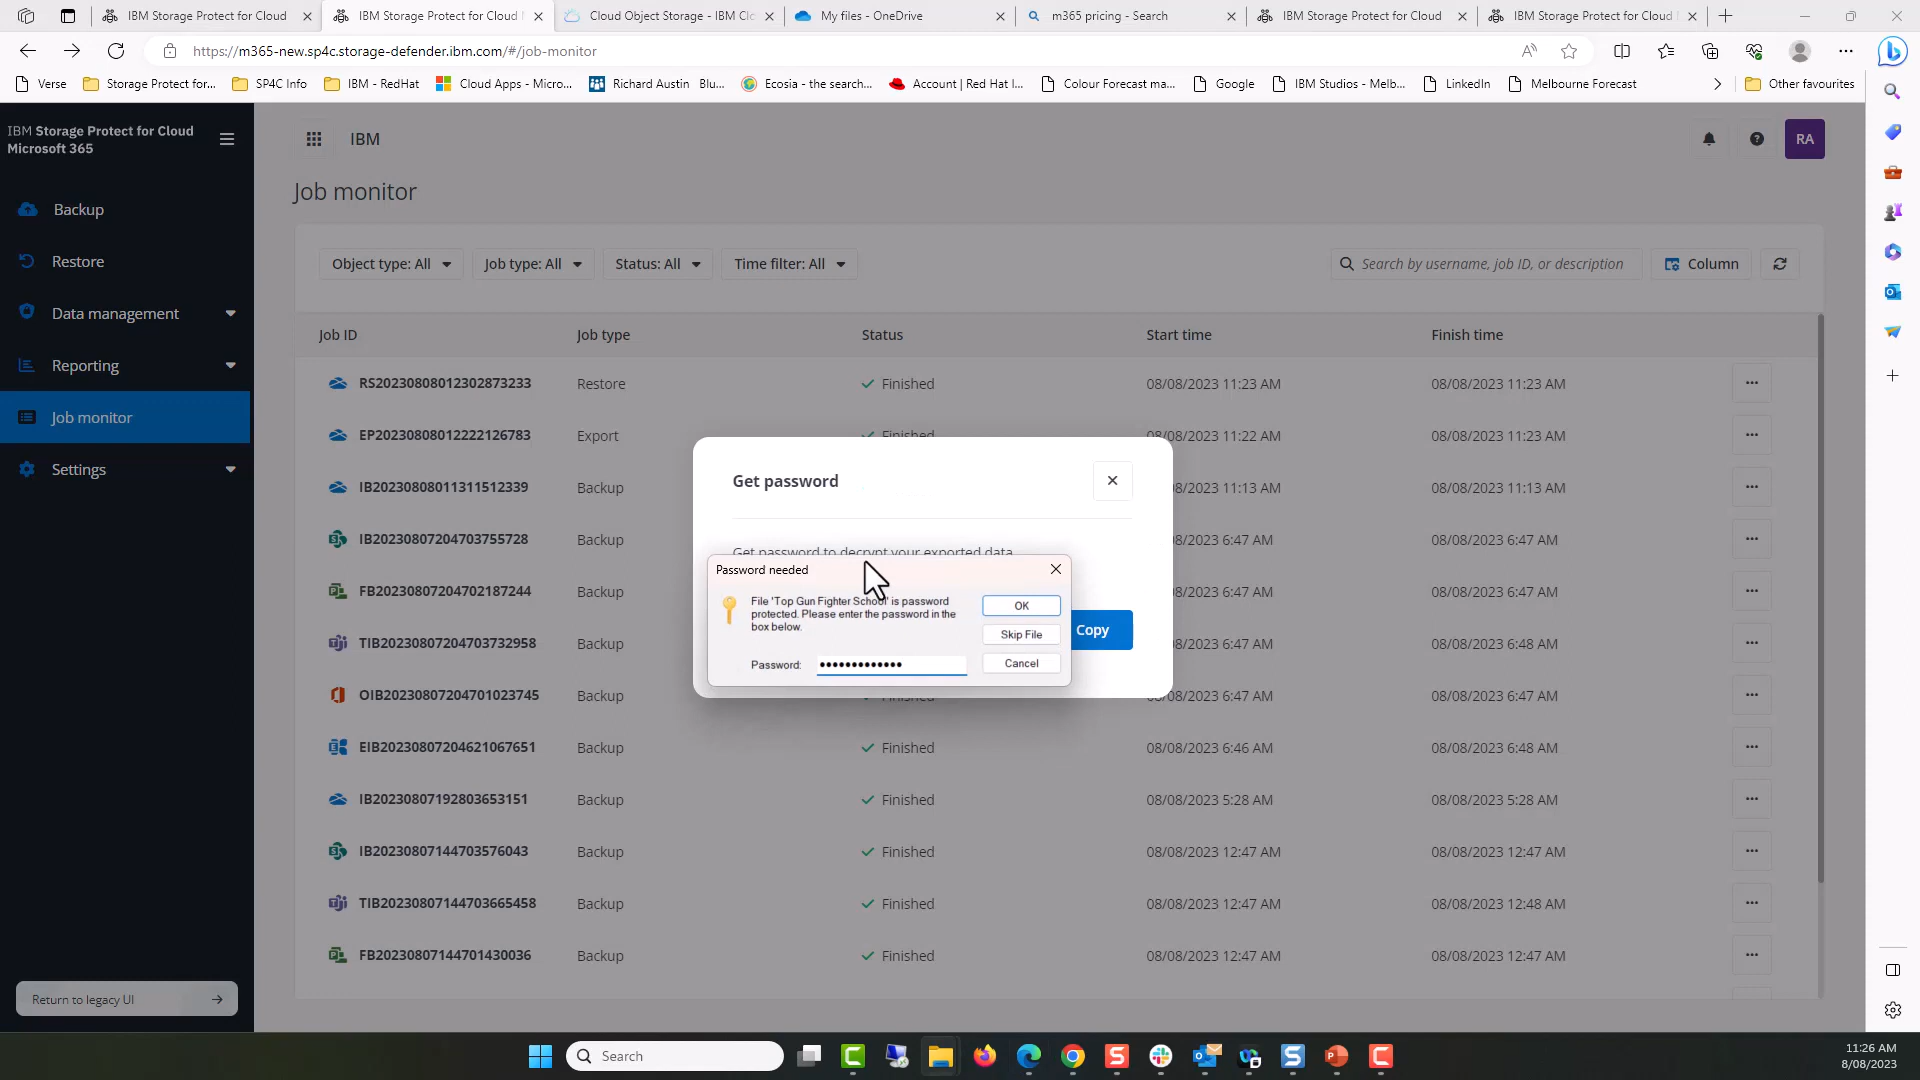 IBM Storage Protect for Cloud
IBM Storage Protect for Cloud
Cloud Object Storage - IBM Clo
My files - OneDrive
m365 pricing - Search
IBM Storage Protect for Cloud
IBM Storage Protect for Cloud
https://m365-new.sp4c.storage-defender.ibm.com/#/job-monitor
Verse
Storage Protect for...
SP4C Info
IBM - RedHat
Cloud Apps - Micro...
Richard Austin Blu...
Ecosia - the search...
Account | Red Hat I...
Colour Forecast ma...
Google
IBM Studios - Melb...
LinkedIn
Melbourne Forecast
Other favourites
IBM Storage Protect for Cloud
Microsoft 365
IBM
RA
Backup
Restore
Data management
Reporting
Job monitor
Settings
Return to legacy UI
Job monitor
Object type: All
Job type: All
Status: All
Time filter: All
Search by username, job ID, or description
Column
Job ID Job type Status Start time Finish time
RS20230808012302873233 Restore Finished 08/08/2023 11:23 AM 08/08/2023 11:23 AM
EP20230808012222126783 Export Finished 08/08/2023 11:22 AM 08/08/2023 11:23 AM
IB20230808011311512339 Backup 8/08/2023 11:13 AM 08/08/2023 11:13 AM
IB20230807204703755728 Backup 8/2023 6:47 AM 08/08/2023 6:47 AM
FB20230807204702187244 Backup 8/2023 6:47 AM 08/08/2023 6:47 AM
TIB20230807204703732958 Backup 8/2023 6:47 AM 08/08/2023 6:48 AM
OIB20230807204701023745 Backup Finished 08/08/2023 6:47 AM 08/08/2023 6:47 AM
EIB20230807204621067651 Backup Finished 08/08/2023 6:46 AM 08/08/2023 6:48 AM
IB20230807192803653151 Backup Finished 08/08/2023 5:28 AM 08/08/2023 5:28 AM
IB20230807144703576043 Backup Finished 08/08/2023 12:47 AM 08/08/2023 12:47 AM
TIB20230807144703665458 Backup Finished 08/08/2023 12:47 AM 08/08/2023 12:48 AM
FB20230807144701430036 Backup Finished 08/08/2023 12:47 AM 08/08/2023 12:47 AM
Get password
Get password to decrypt your exported data
Copy
Password needed
File 'Top Gun Fighter School' is password
protected. Please enter the password in the
box below.
Password: •••••••••••••
OK
Skip File
Cancel
Search
11:26 AM
8/08/2023